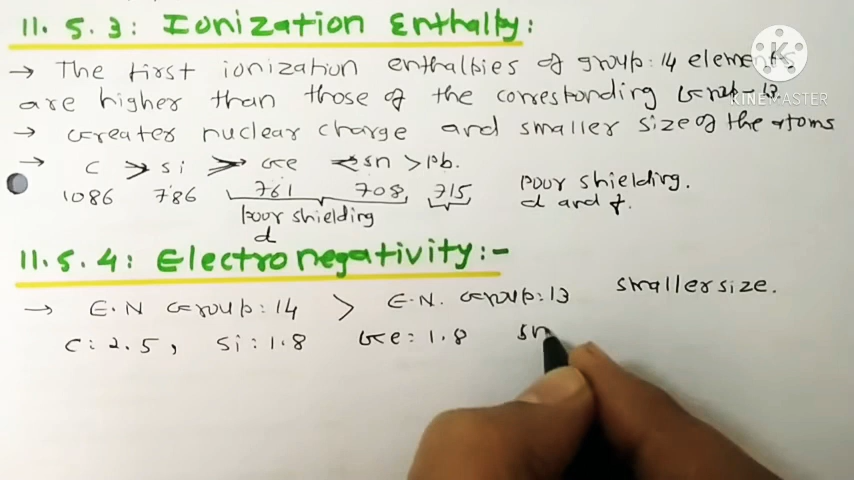 11.5.3: Ionization Enthalpy:
→ The first ionization enthalpies of group:14 elements
are higher than those of the corresponding Group-13.
KINEMASTER
→ Greater nuclear charge and smaller size of the atoms
→ C > Si > Ge Sn > Pb. poor shielding.
1086 786 761 708 715 d and f.
poor shielding
d
11.5.4: Electronegativity:-
→ E.N Group:14 > E.N. Group:13 smaller size.
C:2.5, Si:1.8 Ge:1.8 Sn